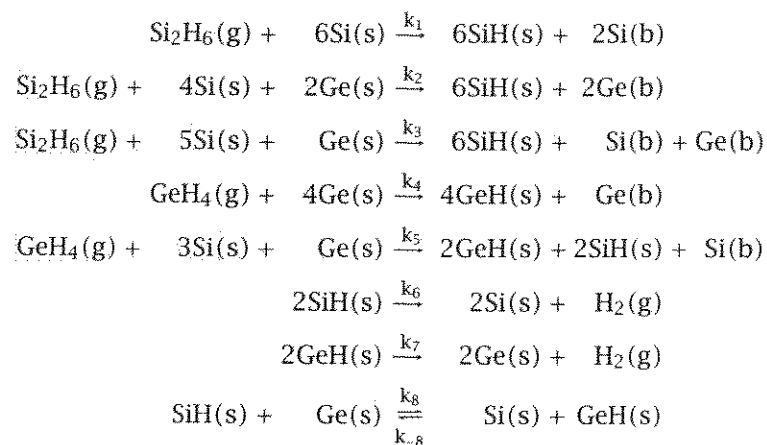 Si₂H₆(g) + 6Si(s) —k₁→ 6SiH(s) + 2Si(b)
Si₂H₆(g) + 4Si(s) + 2Ge(s) —k₂→ 6SiH(s) + 2Ge(b)
Si₂H₆(g) + 5Si(s) + Ge(s) —k₃→ 6SiH(s) + Si(b) + Ge(b)
GeH₄(g) + 4Ge(s) —k₄→ 4GeH(s) + Ge(b)
GeH₄(g) + 3Si(s) + Ge(s) —k₅→ 2GeH(s) + 2SiH(s) + Si(b)
2SiH(s) —k₆→ 2Si(s) + H₂(g)
2GeH(s) —k₇→ 2Ge(s) + H₂(g)
SiH(s) + Ge(s) k₈ ⇌ k₋₈ Si(s) + GeH(s)